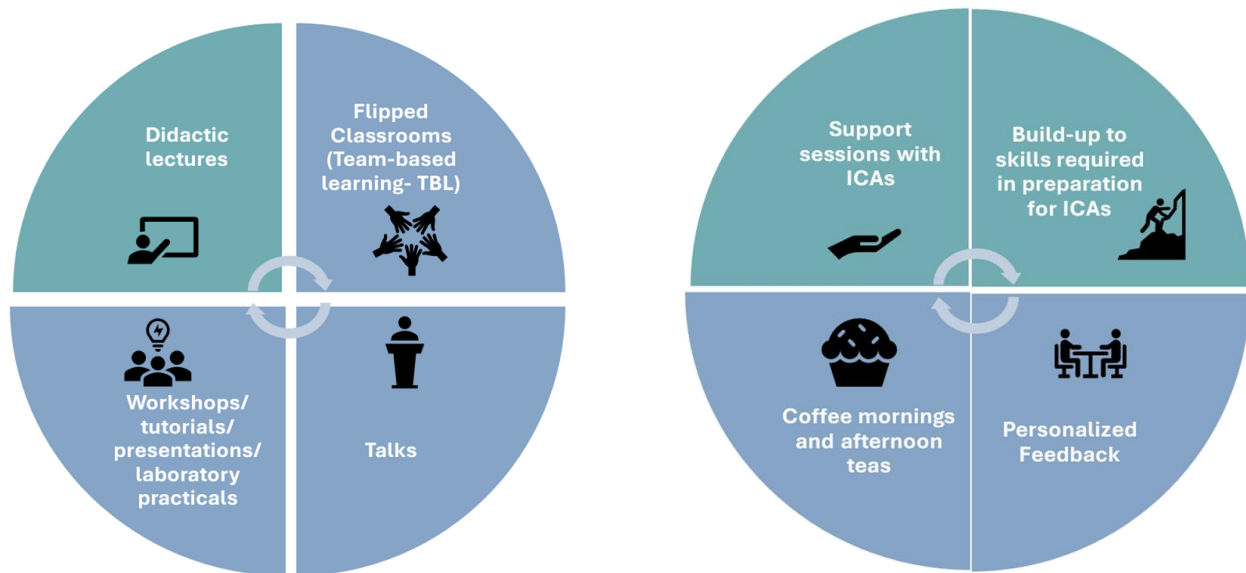 Didactic
lectures
Flipped
Classrooms
(Team-based
learning- TBL)
Workshops/
tutorials/
presentations/
laboratory
practicals
Talks
Support
sessions with
ICAs
Build-up to
skills required
in preparation
for ICAs
Coffee mornings
and afternoon
teas
Personalized
Feedback